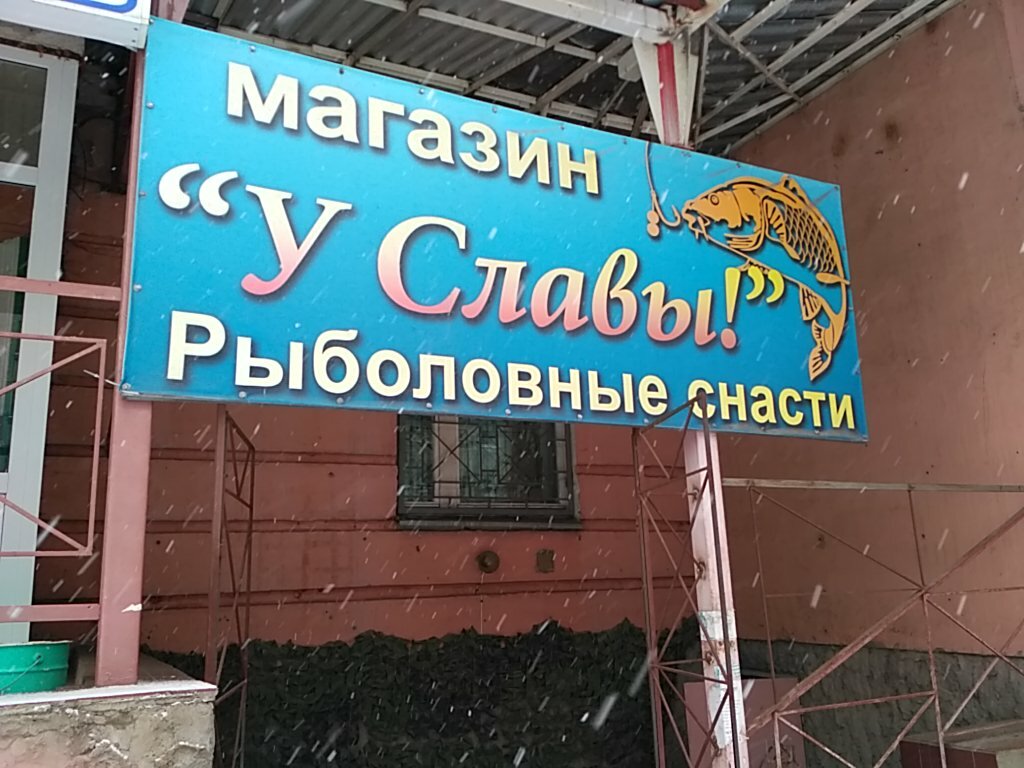 магазин
“У Славы!”
Рыболовные снасти